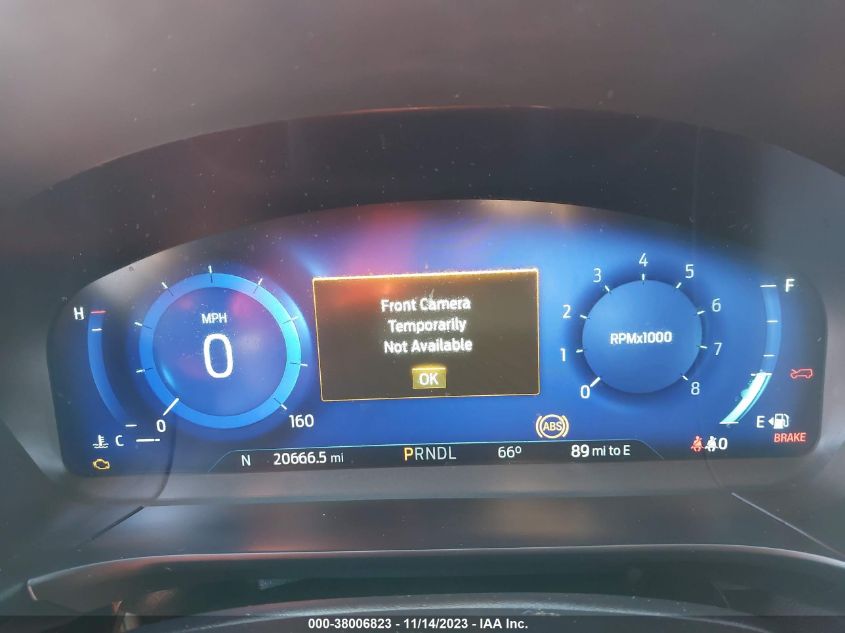 Front Camera
Temporarily
Not Available
OK
H
MPH
0
0
160
C
4
3
5
2
6
RPMx1000
1
7
0
8
F
E
ABS
BRAKE
N 20666.5 mi PRNDL 66° 89 mi to E 0
000-38006823 - 11/14/2023 - IAA Inc.